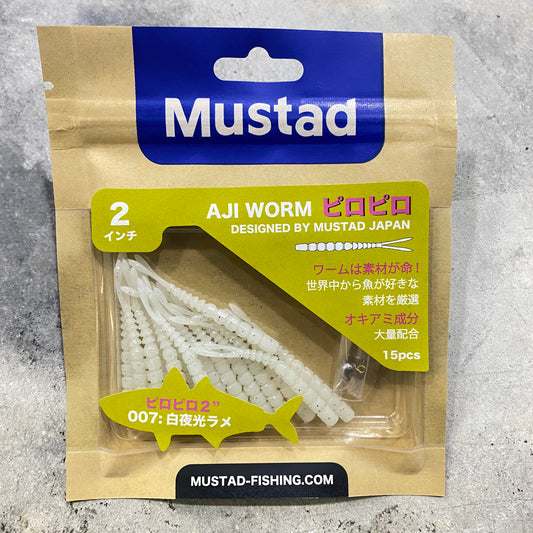 Mustad
2
インチ
AJI WORM ピロピロ
DESIGNED BY MUSTAD JAPAN
ワームは素材が命!
世界中から魚が好きな
素材を厳選
オキアミ成分
大量配合
15pcs
ピロピロ2"
007: 白夜光ラメ
MUSTAD-FISHING.COM